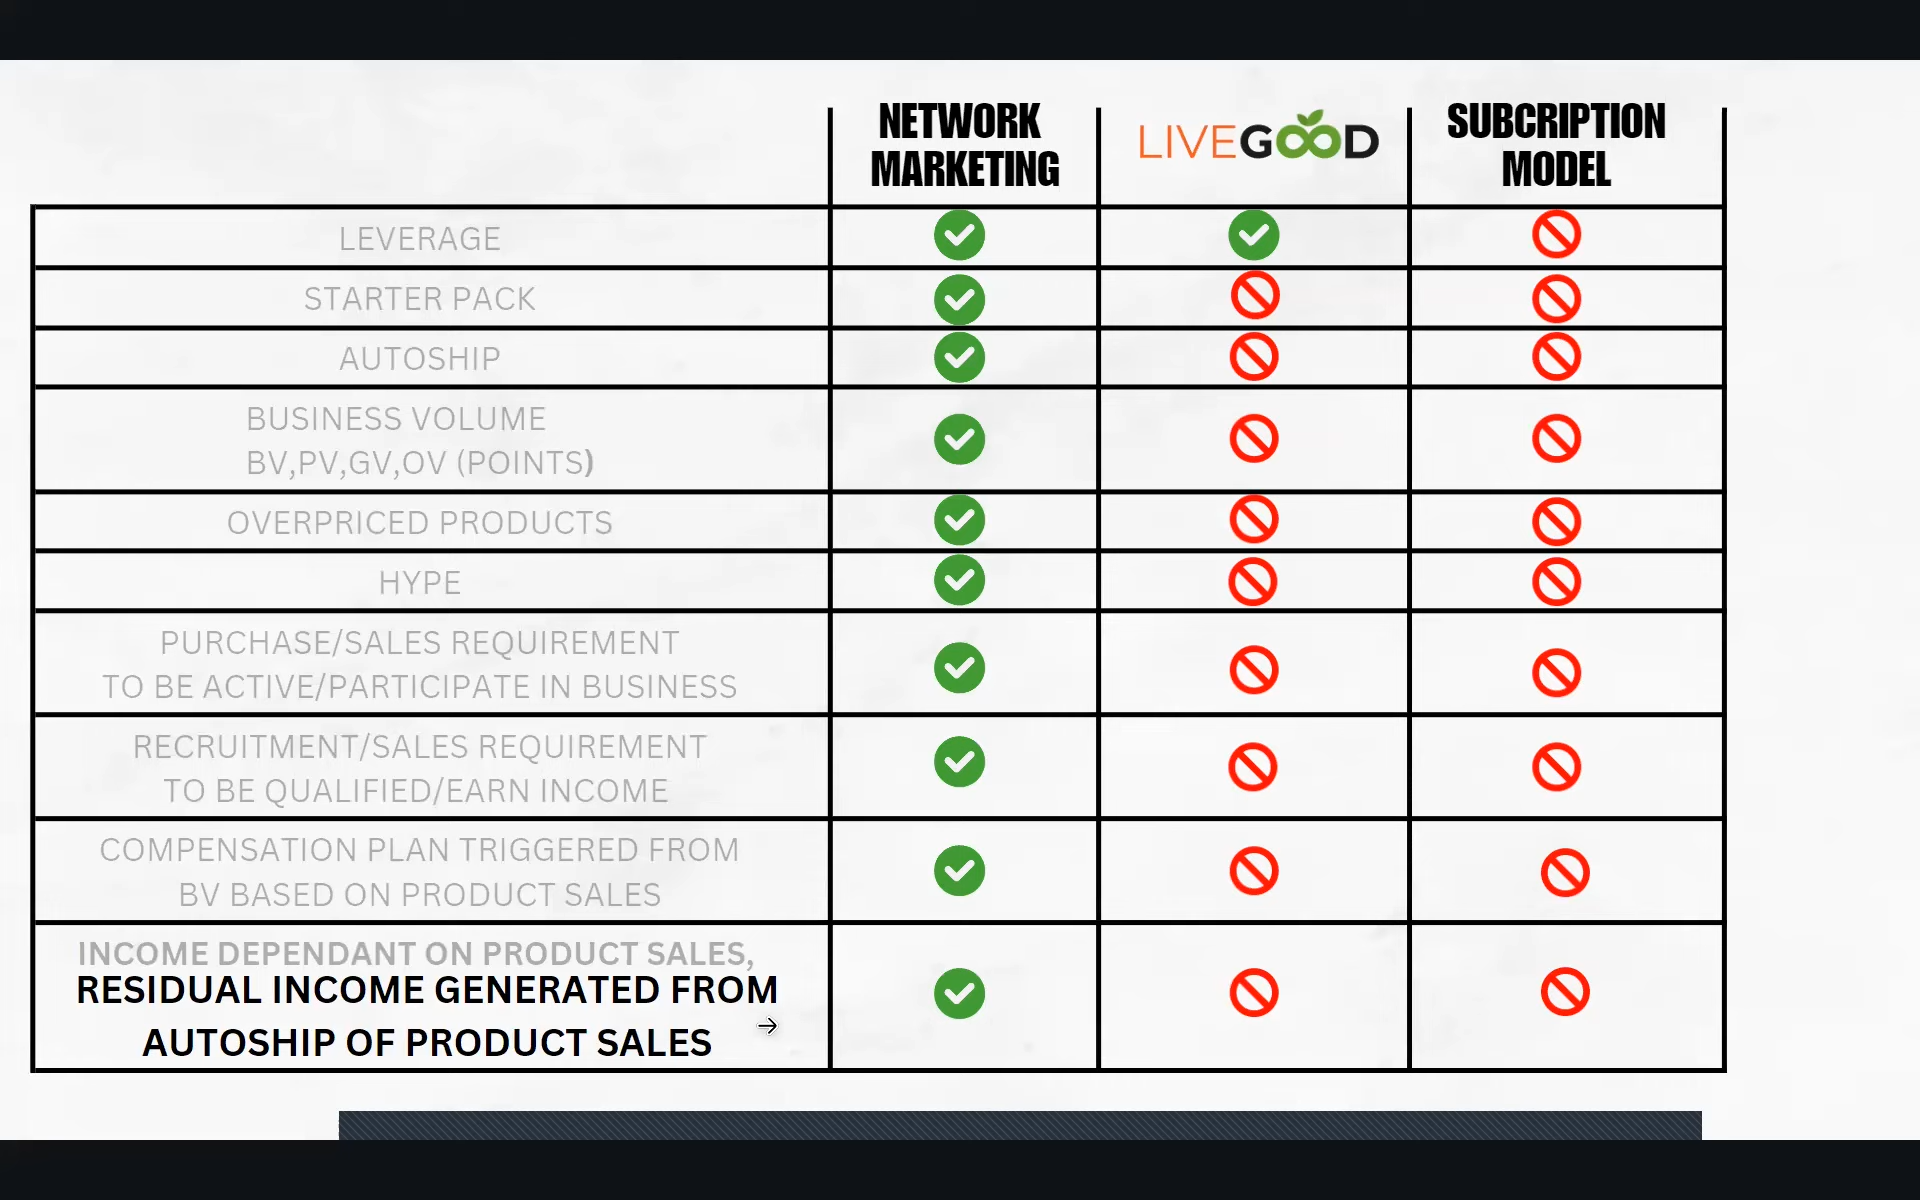 NETWORK
MARKETING
LIVEGOOD
SUBCRIPTION
MODEL
LEVERAGE
STARTER PACK
AUTOSHIP
BUSINESS VOLUME
BV,PV,GV,OV (POINTS)
OVERPRICED PRODUCTS
HYPE
PURCHASE/SALES REQUIREMENT
TO BE ACTIVE/PARTICIPATE IN BUSINESS
RECRUITMENT/SALES REQUIREMENT
TO BE QUALIFIED/EARN INCOME
COMPENSATION PLAN TRIGGERED FROM
BV BASED ON PRODUCT SALES
INCOME DEPENDANT ON PRODUCT SALES,
RESIDUAL INCOME GENERATED FROM
AUTOSHIP OF PRODUCT SALES